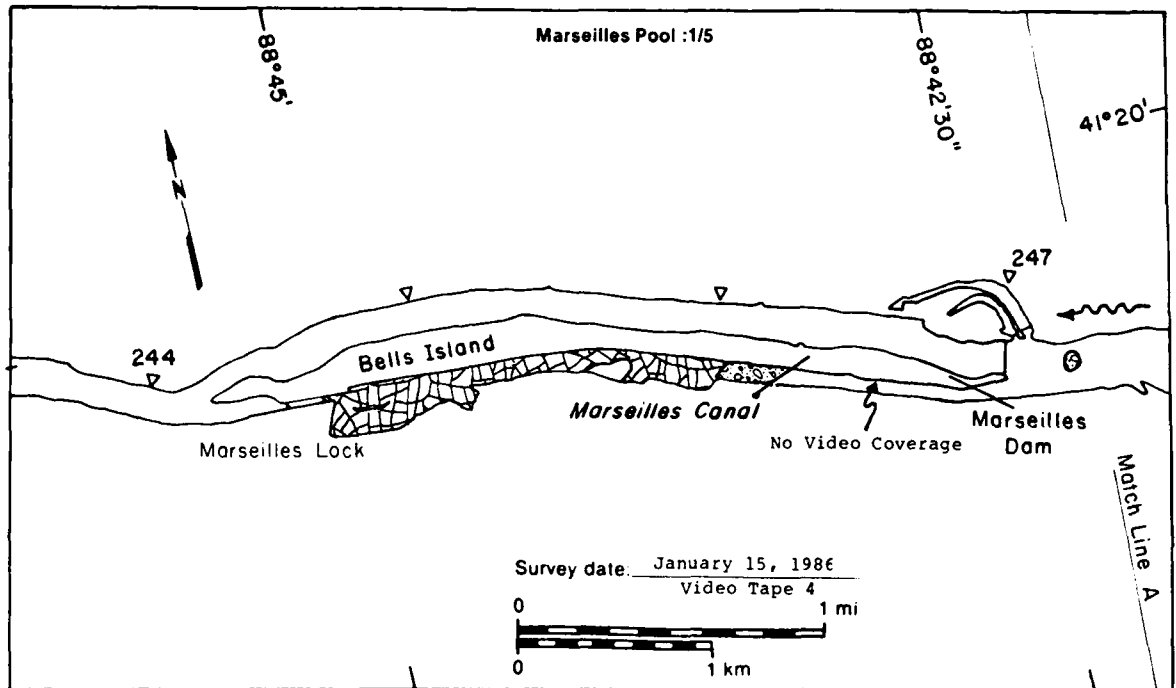 Marseilles Pool :1/5
88°45'
88°42'30"
41°20'
N
247
244
Bells Island
Marseilles Canal
Marseilles Lock
No Video Coverage
Marseilles
Dam
Match Line A
Survey date: January 15, 1986
Video Tape 4
0 1 mi
0 1 km